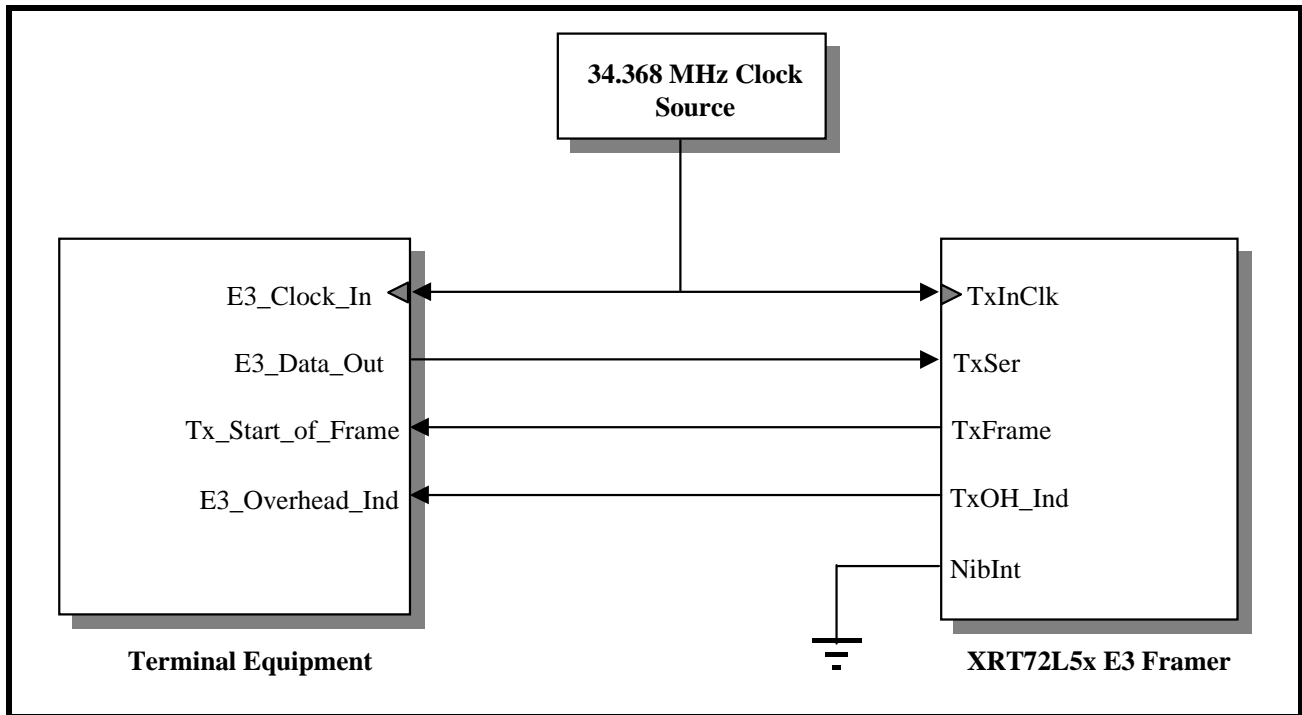 34.368 MHz Clock
Source
E3_Clock_In
TxInClk
E3_Data_Out
TxSer
Tx_Start_of_Frame
TxFrame
E3_Overhead_Ind
TxOH_Ind
NibInt
Terminal Equipment
XRT72L5x E3 Framer